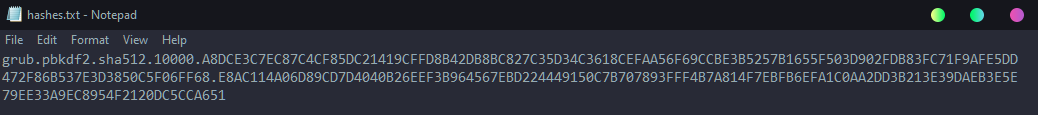 hashes.txt - Notepad
File Edit Format View Help
grub.pbkdf2.sha512.10000.A8DCE3C7EC87C4CF85DC21419CFFD8B42DB8BC827C35D34C3618CEFAA56F69CCBE3B5257B1655F503D902FDB83FC71F9AFE5DD
472F86B537E3D3850C5F06FF68.E8AC114A06D89CD7D4040B26EEF3B964567EBD224449150C7B707893FFF4B7A814F7EBFB6EFA1C0AA2DD3B213E39DAEB3E5E
79EE33A9EC8954F2120DC5CCA651